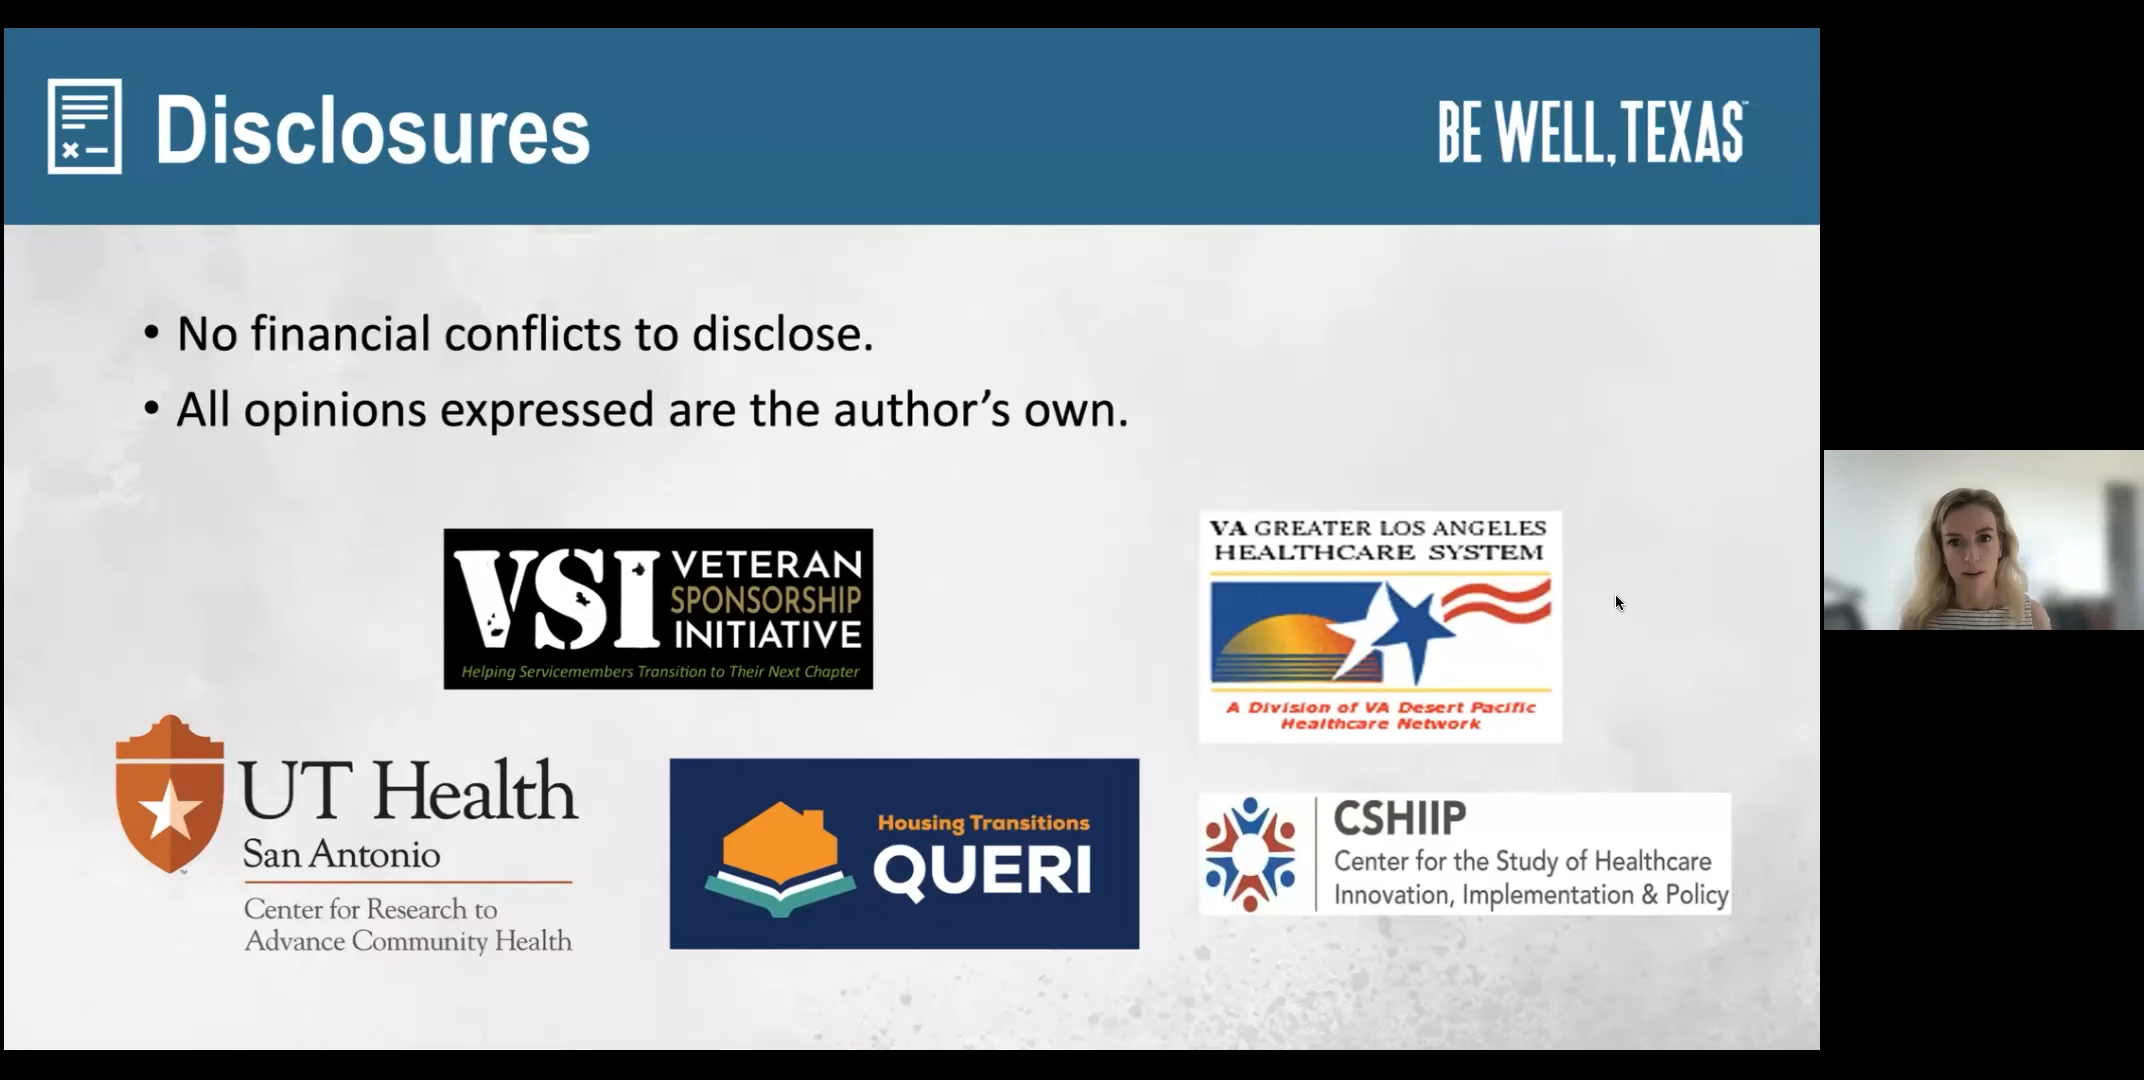 Disclosures
BE WELL, TEXAS™
• No financial conflicts to disclose.
• All opinions expressed are the author’s own.
VSI VETERAN
SPONSORSHIP
INITIATIVE
Helping Servicemembers Transition to Their Next Chapter
VA GREATER LOS ANGELES
HEALTHCARE SYSTEM
A Division of VA Desert Pacific
Healthcare Network
UT Health
San Antonio
Center for Research to
Advance Community Health
Housing Transitions
QUERI
CSHIIP
Center for the Study of Healthcare
Innovation, Implementation & Policy